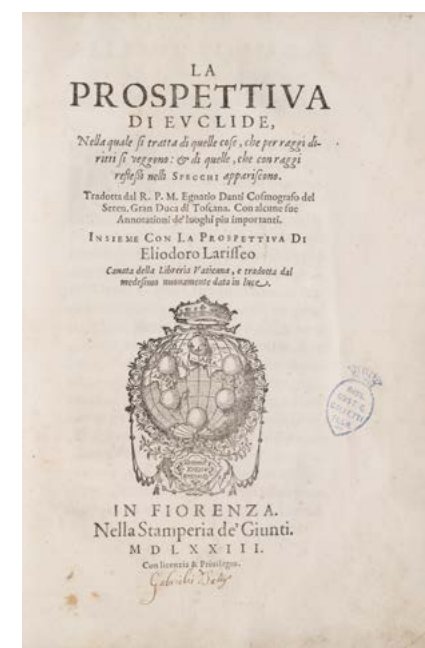 LA
PROSPETTIVA
DI EVCLIDE,
Nella quale si tratta di quelle cose, che per raggi di-
ritti si veggono: & di quelle, che con raggi
reflessi nelli SPECCHI appariscono.
Tradotta dal R. P. M. Egnatio Danti Cosmografo del
Seren. Gran Duca di Toscana. Con alcune sue
Annotationi de' luoghi più importanti.
INSIEME CON LA PROSPETTIVA DI
Eliodoro Larisseo
Cauata della Libreria Vaticana, e tradotta dal
medesimo nuouamente data in luce.
IN FIORENZA.
Nella Stamperia de' Giunti.
MDLXXIII.
Con licenzia & Priuilegio.